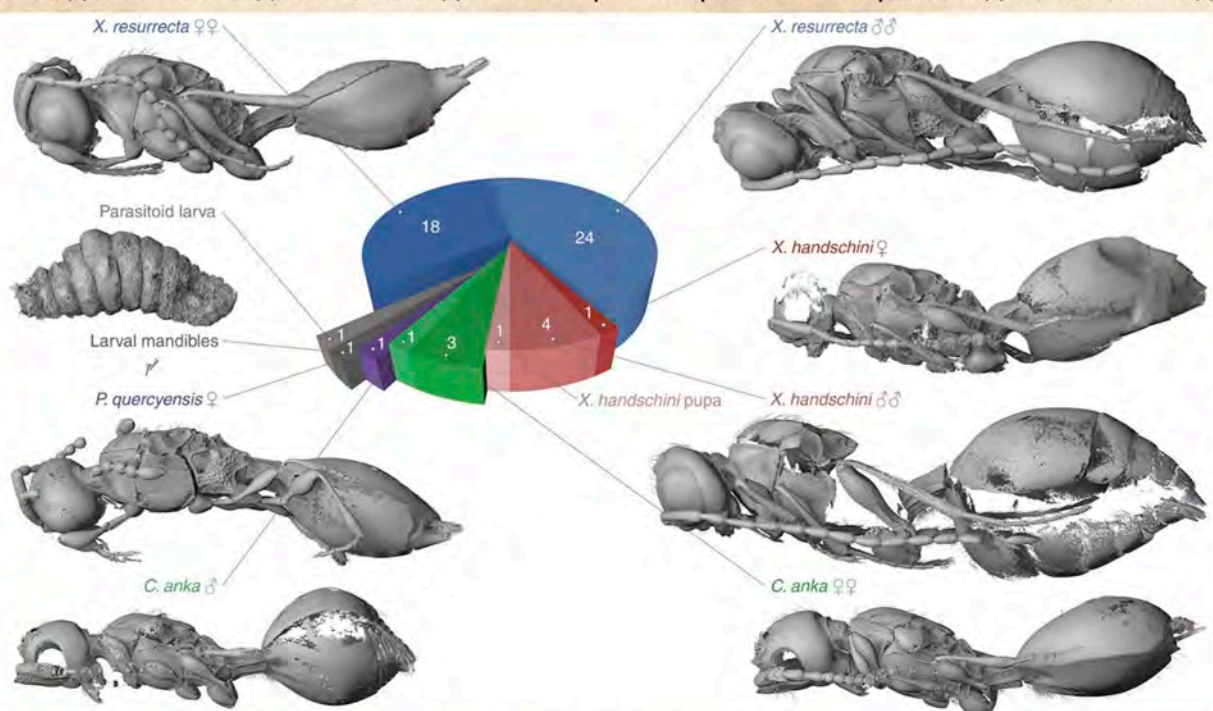 X. resurrecta ♀♀
X. resurrecta ♂♂
Parasitoid larva
18
24
X. handschini ♀
Larval mandibles
1
1
1
1
3
1
4
1
P. quercyensis ♀
X. handschini pupa
X. handschini ♂♂
C. anka ♂
C. anka ♀♀